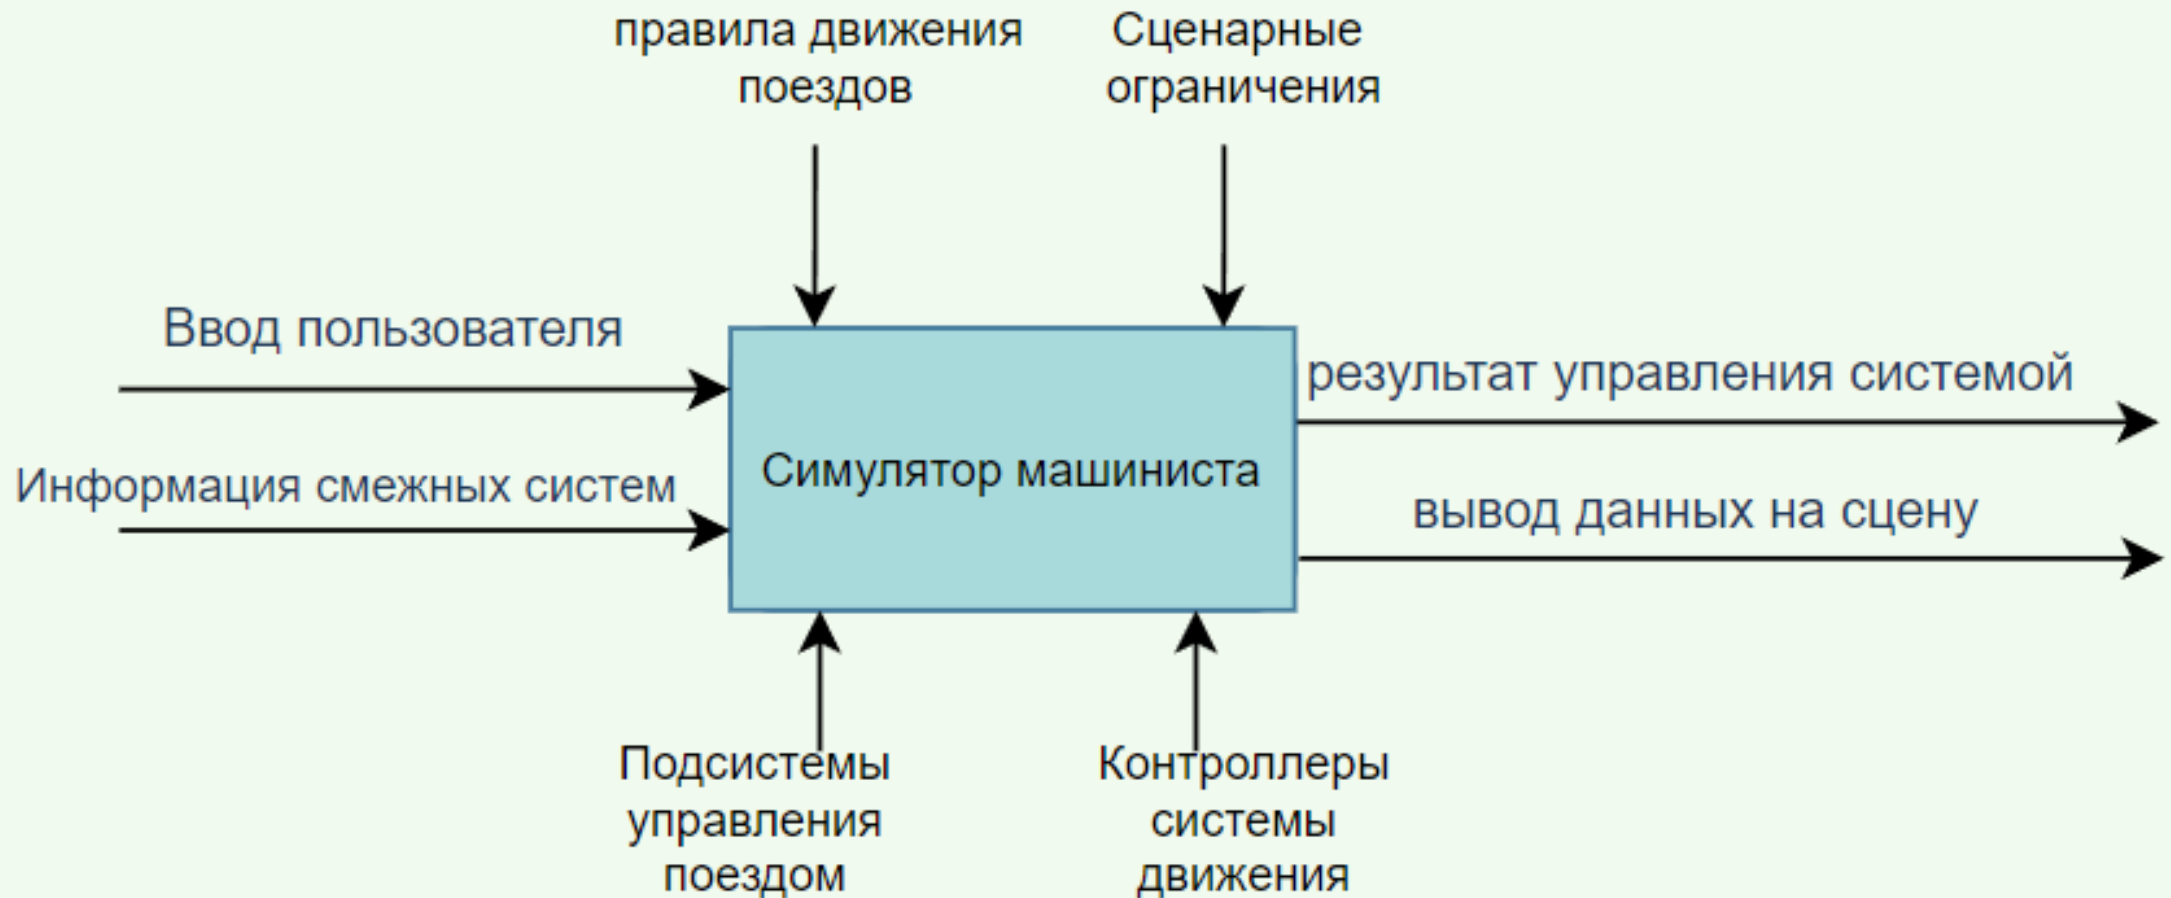 правила движения
поездов
Сценарные
ограничения
Ввод пользователя
Информация смежных систем
Симулятор машиниста
результат управления системой
вывод данных на сцену
Подсистемы
управления
поездом
Контроллеры
системы
движения